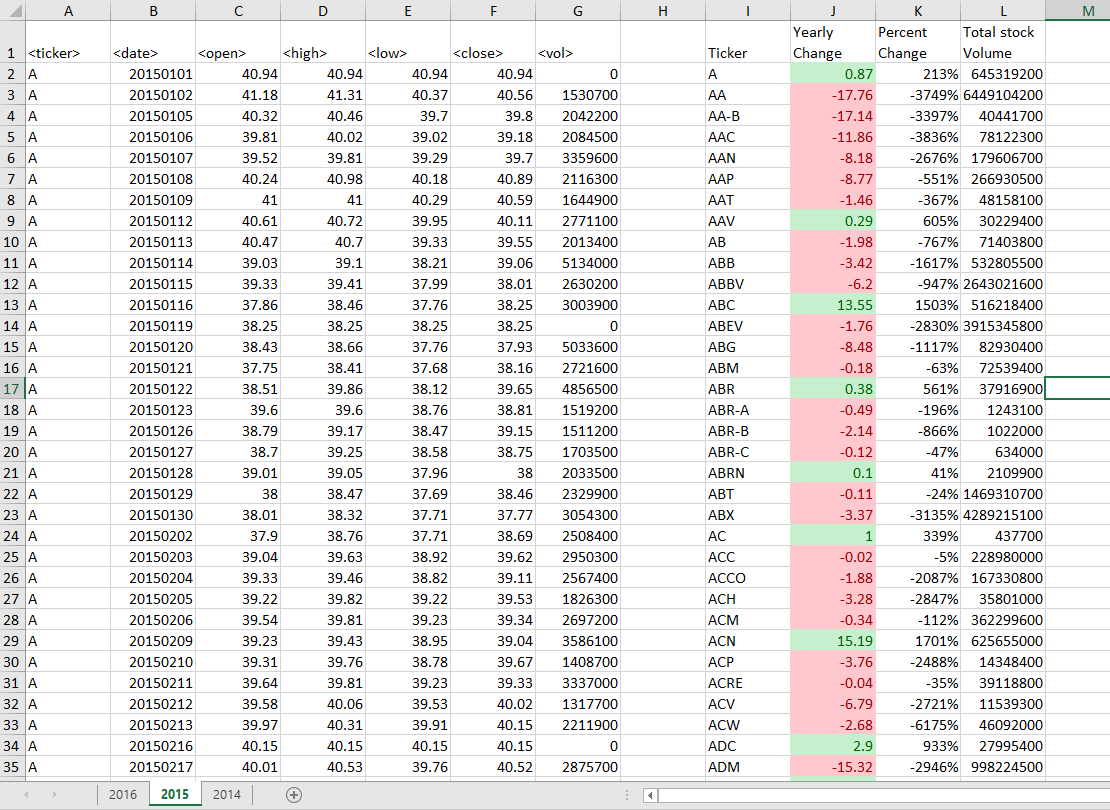 A B C D E F G H I J K L M
Yearly Percent Total stock
1 <ticker> <date> <open> <high> <low> <close> <vol> Ticker Change Change Volume
2 A 20150101 40.94 40.94 40.94 40.94 0 A 0.87 213% 645319200
3 A 20150102 41.18 41.31 40.37 40.56 1530700 AA -17.76 -3749% 6449104200
4 A 20150105 40.32 40.46 39.7 39.8 2042200 AA-B -17.14 -3397% 40441700
5 A 20150106 39.81 40.02 39.02 39.18 2084500 AAC -11.86 -3836% 78122300
6 A 20150107 39.52 39.81 39.29 39.7 3359600 AAN -8.18 -2676% 179606700
7 A 20150108 40.24 40.98 40.18 40.89 2116300 AAP -8.77 -551% 266930500
8 A 20150109 41 41 40.29 40.59 1644900 AAT -1.46 -367% 48158100
9 A 20150112 40.61 40.72 39.95 40.11 2771100 AAV 0.29 605% 30229400
10 A 20150113 40.47 40.7 39.33 39.55 2013400 AB -1.98 -767% 71403800
11 A 20150114 39.03 39.1 38.21 39.06 5134000 ABB -3.42 -1617% 532805500
12 A 20150115 39.33 39.41 37.99 38.01 2630200 ABBV -6.2 -947% 2643021600
13 A 20150116 37.86 38.46 37.76 38.25 3003900 ABC 13.55 1503% 516218400
14 A 20150119 38.25 38.25 38.25 38.25 0 ABEV -1.76 -2830% 3915345800
15 A 20150120 38.43 38.66 37.76 37.93 5033600 ABG -8.48 -1117% 82930400
16 A 20150121 37.75 38.41 37.68 38.16 2721600 ABM -0.18 -63% 72539400
17 A 20150122 38.51 39.86 38.12 39.65 4856500 ABR 0.38 561% 37916900
18 A 20150123 39.6 39.6 38.76 38.81 1519200 ABR-A -0.49 -196% 1243100
19 A 20150126 38.79 39.17 38.47 39.15 1511200 ABR-B -2.14 -866% 1022000
20 A 20150127 38.7 39.25 38.58 38.75 1703500 ABR-C -0.12 -47% 634000
21 A 20150128 39.01 39.05 37.96 38 2033500 ABRN 0.1 41% 2109900
22 A 20150129 38 38.47 37.69 38.46 2329900 ABT -0.11 -24% 1469310700
23 A 20150130 38.01 38.32 37.71 37.77 3054300 ABX -3.37 -3135% 4289215100
24 A 20150202 37.9 38.76 37.71 38.69 2508400 AC 1 339% 437700
25 A 20150203 39.04 39.63 38.92 39.62 2950300 ACC -0.02 -5% 228980000
26 A 20150204 39.33 39.46 38.82 39.11 2567400 ACCO -1.88 -2087% 167330800
27 A 20150205 39.22 39.82 39.22 39.53 1826300 ACH -3.28 -2847% 35801000
28 A 20150206 39.54 39.81 39.23 39.34 2697200 ACM -0.34 -112% 362299600
29 A 20150209 39.23 39.43 38.95 39.04 3586100 ACN 15.19 1701% 625655000
30 A 20150210 39.31 39.76 38.78 39.67 1408700 ACP -3.76 -2488% 14348400
31 A 20150211 39.64 39.81 39.23 39.33 3337000 ACRE -0.04 -35% 39118800
32 A 20150212 39.58 40.06 39.53 40.02 1317700 ACV -6.79 -2721% 11539300
33 A 20150213 39.97 40.31 39.91 40.15 2211900 ACW -2.68 -6175% 46092000
34 A 20150216 40.15 40.15 40.15 40.15 0 ADC 2.9 933% 27995400
35 A 20150217 40.01 40.53 39.76 40.52 2875700 ADM -15.32 -2946% 998224500
2016 2015 2014